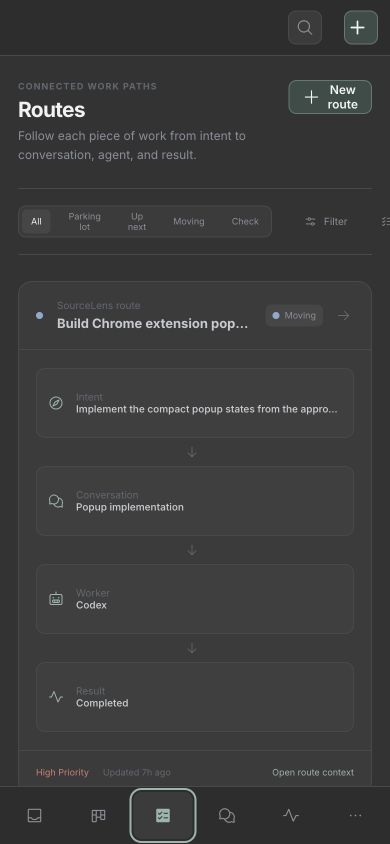 CONNECTED WORK PATHS
Routes
New
route
Follow each piece of work from intent to
conversation, agent, and result.
All
Parking
lot
Up
next
Moving
Check
Filter
SourceLens route
Build Chrome extension pop...
Moving
Intent
Implement the compact popup states from the appro...
Conversation
Popup implementation
Worker
Codex
Result
Completed
High Priority
Updated 7h ago
Open route context